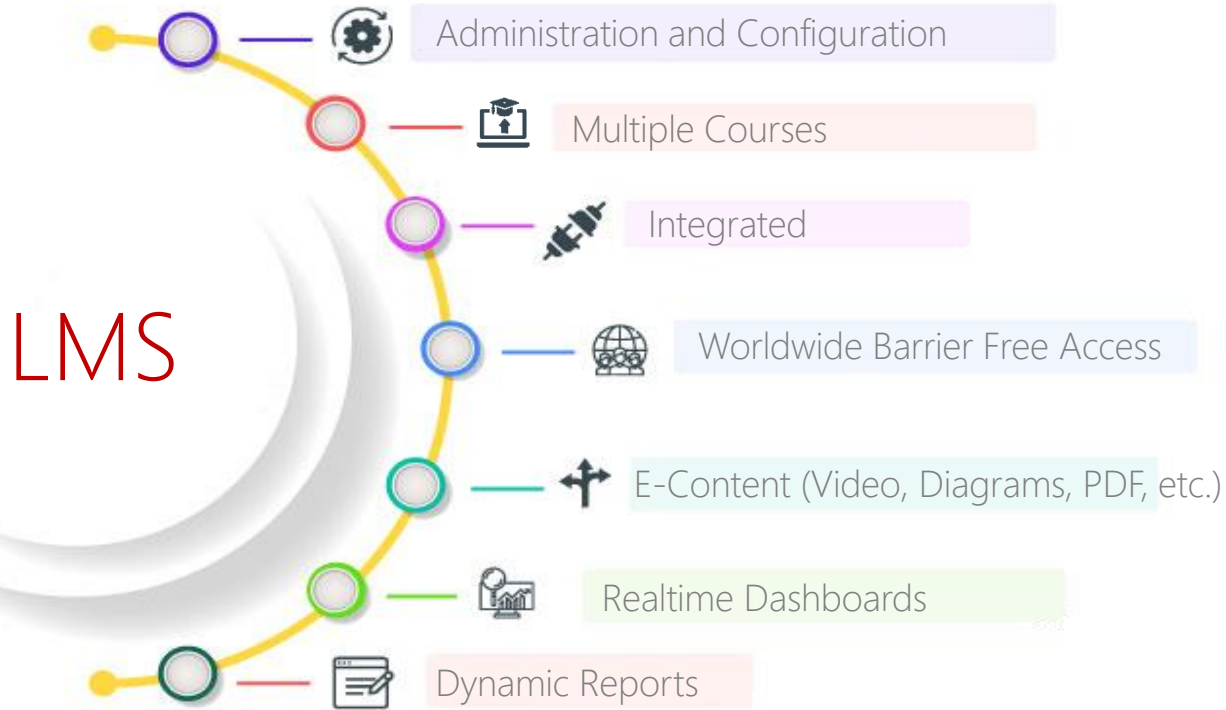 Administration and Configuration
Multiple Courses
Integrated
LMS
Worldwide Barrier Free Access
E-Content (Video, Diagrams, PDF, etc.)
Realtime Dashboards
Dynamic Reports